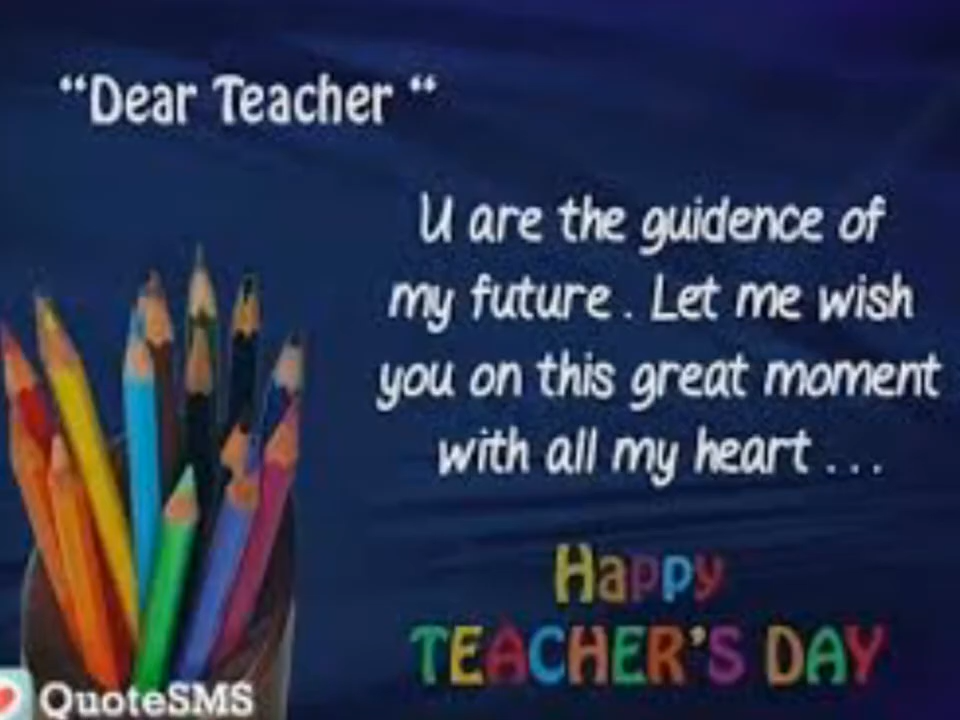 “Dear Teacher “
U are the guidence of
my future . Let me wish
you on this great moment
with all my heart . . .
Happy
TEACHER'S DAY
QuoteSMS